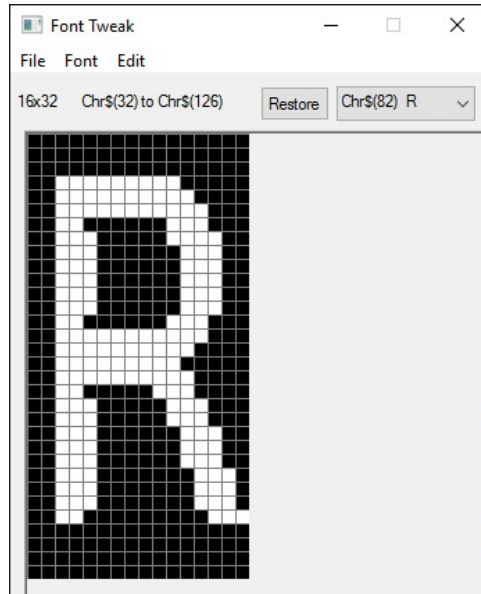 Font Tweak
File Font Edit
16x32 Chr$(32) to Chr$(126) Restore Chr$(82) R
R